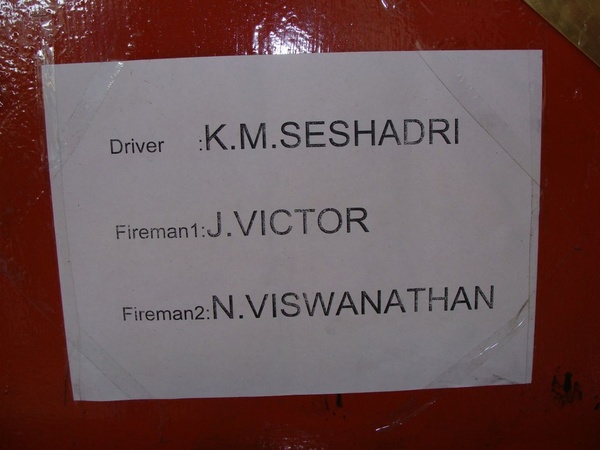 Driver :K.M.SESHADRI
Fireman1:J.VICTOR
Fireman2:N.VISWANATHAN